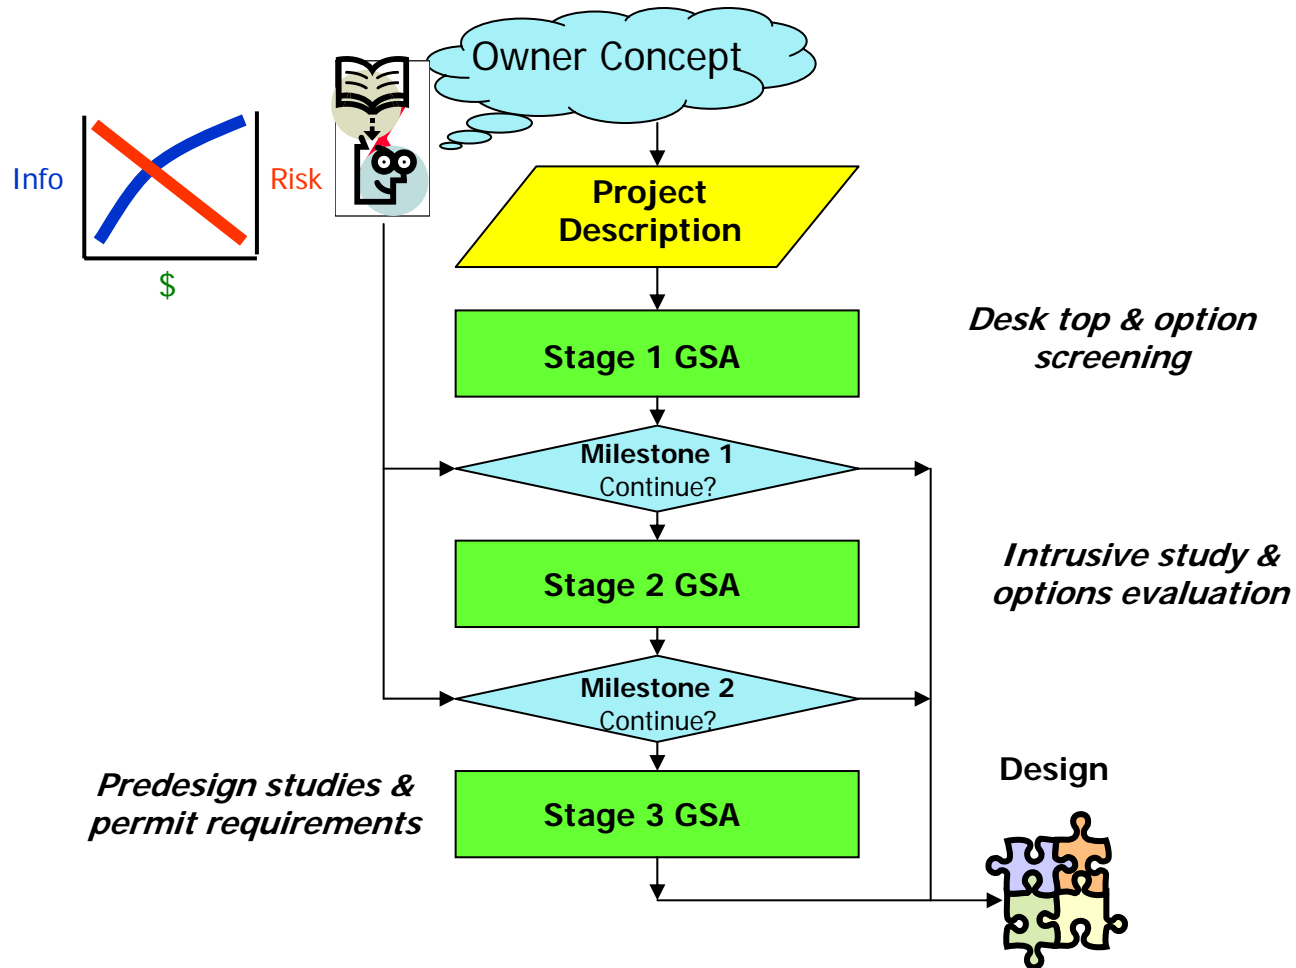 Owner Concept
Info
Risk
$
Project
Description
Stage 1 GSA
Desk top & option
screening
Milestone 1
Continue?
Stage 2 GSA
Intrusive study &
options evaluation
Milestone 2
Continue?
Predesign studies &
permit requirements
Stage 3 GSA
Design